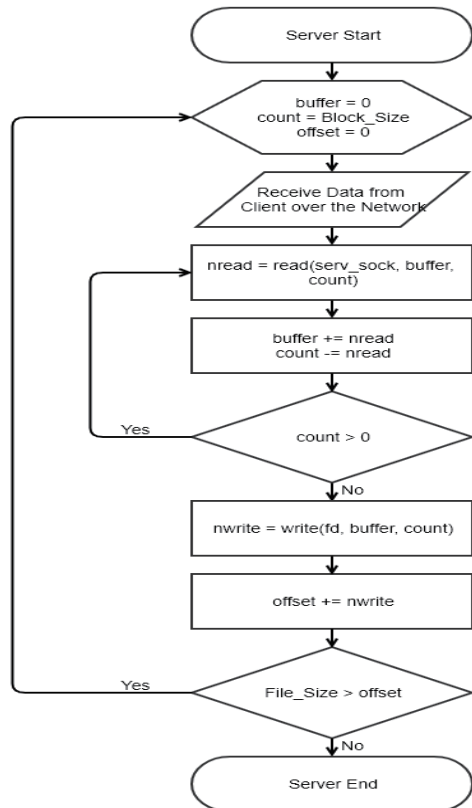 Server Start
buffer = 0
count = Block_Size
offset = 0
Receive Data from
Client over the Network
nread = read(serv_sock, buffer,
count)
buffer += nread
count -= nread
count > 0
Yes
No
nwrite = write(fd, buffer, count)
offset += nwrite
File_Size > offset
Yes
No
Server End